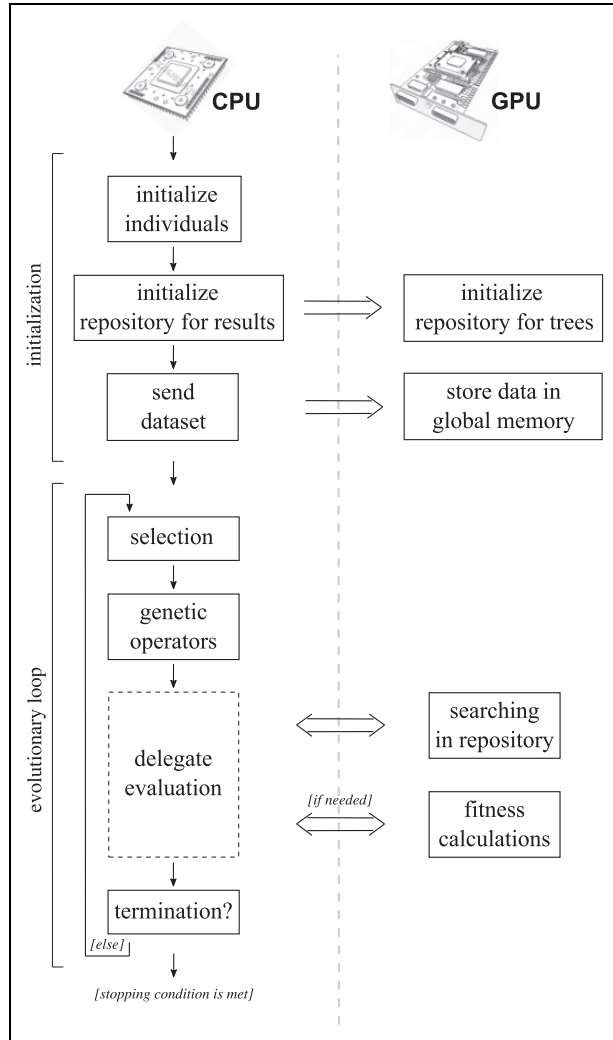 CPU
GPU
initialization
initialize
individuals
initialize
repository for results
initialize
repository for trees
send
dataset
store data in
global memory
evolutionary loop
selection
genetic
operators
delegate
evaluation
searching
in repository
[if needed]
fitness
calculations
termination?
[else]
[stopping condition is met]